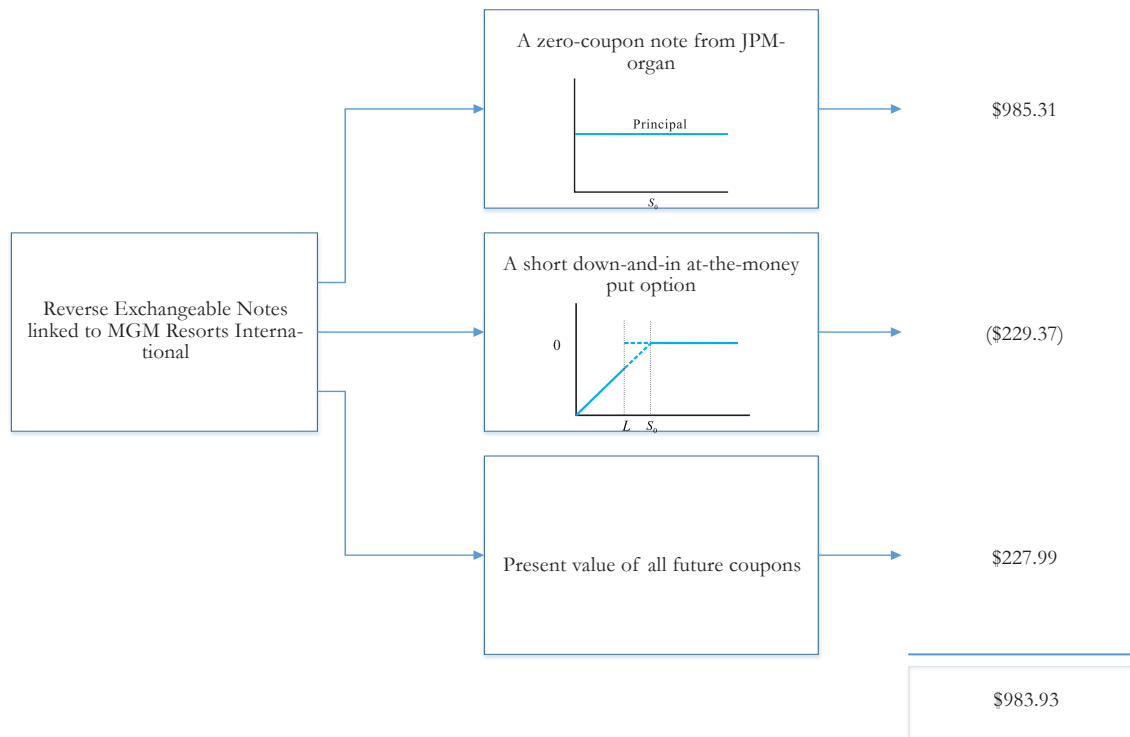 A zero-coupon note from JPM-
organ
Principal
S₀
$985.31
Reverse Exchangeable Notes
linked to MGM Resorts Interna-
tional
A short down-and-in at-the-money
put option
0
L S₀
($229.37)
Present value of all future coupons
$227.99
$983.93